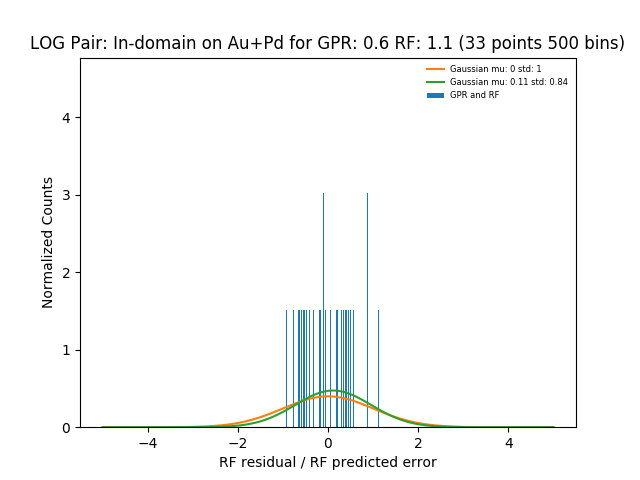 LOG Pair: In-domain on Au+Pd for GPR: 0.6 RF: 1.1 (33 points 500 bins)
Gaussian mu: 0 std: 1
Gaussian mu: 0.11 std: 0.84
GPR and RF
Normalized Counts
4
3
2
1
0
−4 −2 0 2 4
RF residual / RF predicted error